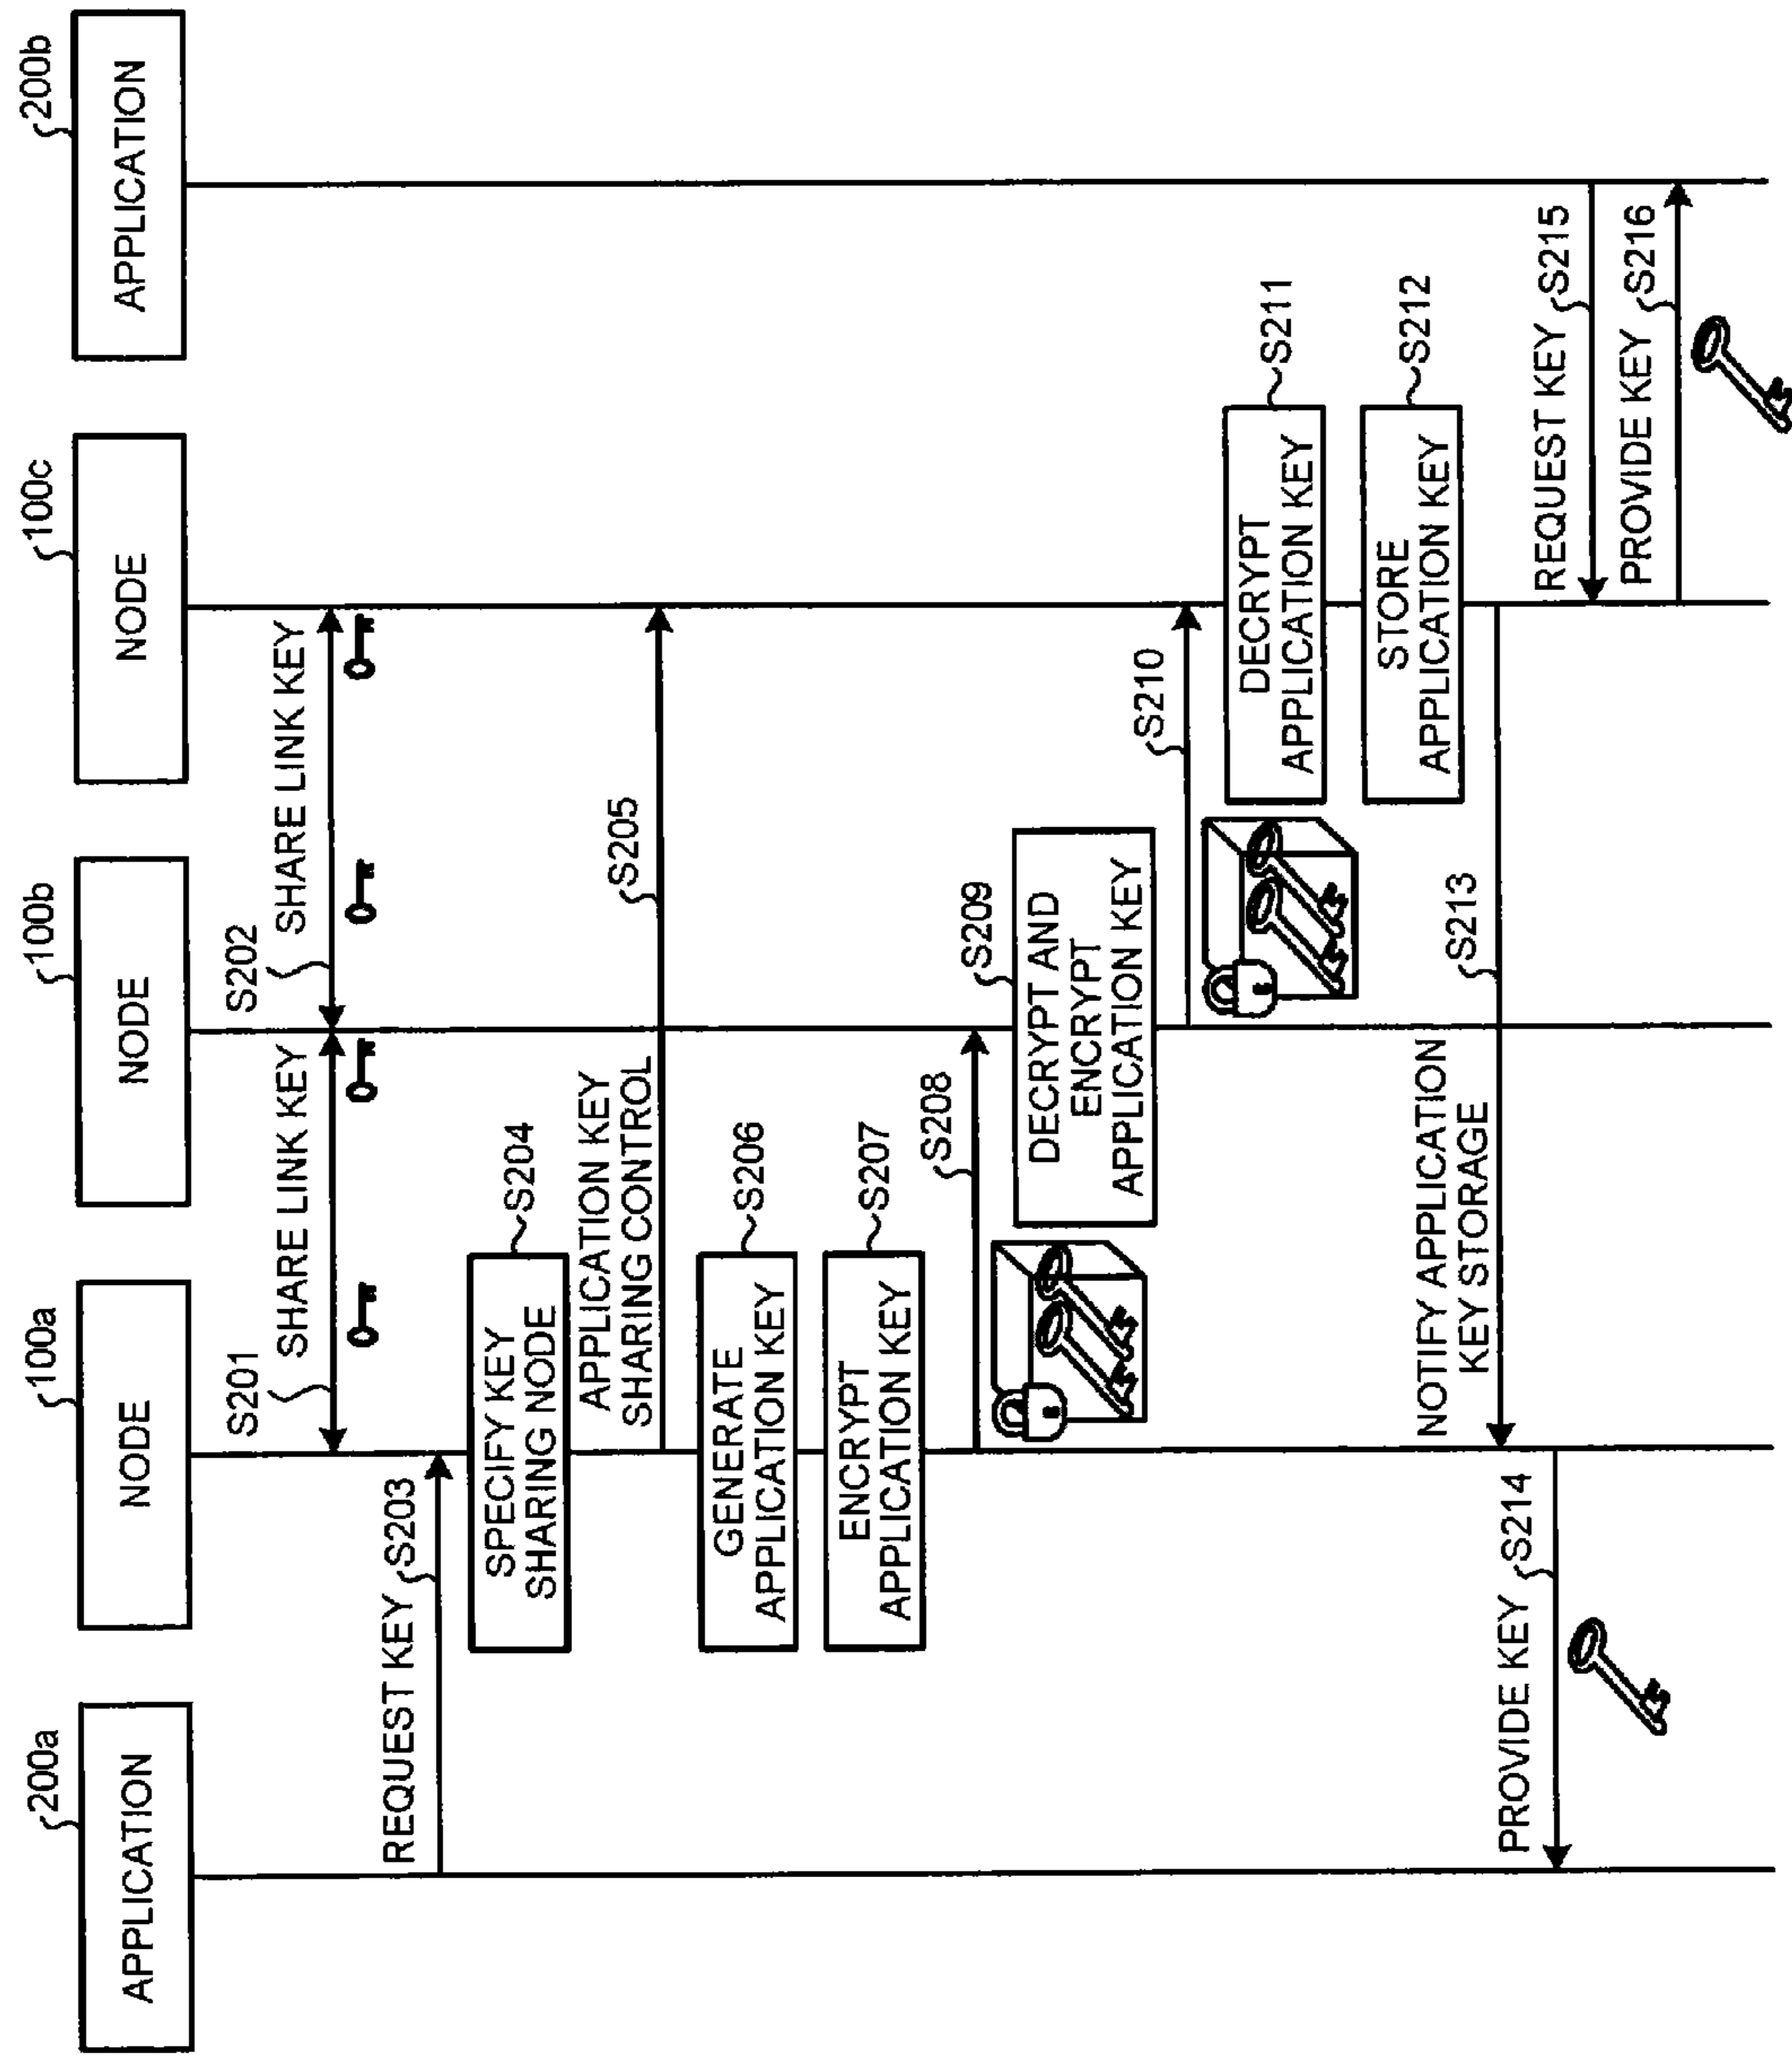 200a
APPLICATION
100a
NODE
100b
NODE
100c
NODE
200b
APPLICATION
S201
SHARE LINK KEY
S202
SHARE LINK KEY
REQUEST KEY
S203
SPECIFY KEY
SHARING NODE
S204
APPLICATION KEY
SHARING CONTROL
S205
GENERATE
APPLICATION KEY
S206
ENCRYPT
APPLICATION KEY
S207
S208
DECRYPT AND
ENCRYPT
APPLICATION KEY
S209
S210
DECRYPT
APPLICATION KEY
S211
STORE
APPLICATION KEY
S212
NOTIFY APPLICATION
KEY STORAGE
S213
PROVIDE KEY
S214
REQUEST KEY
S215
PROVIDE KEY
S216